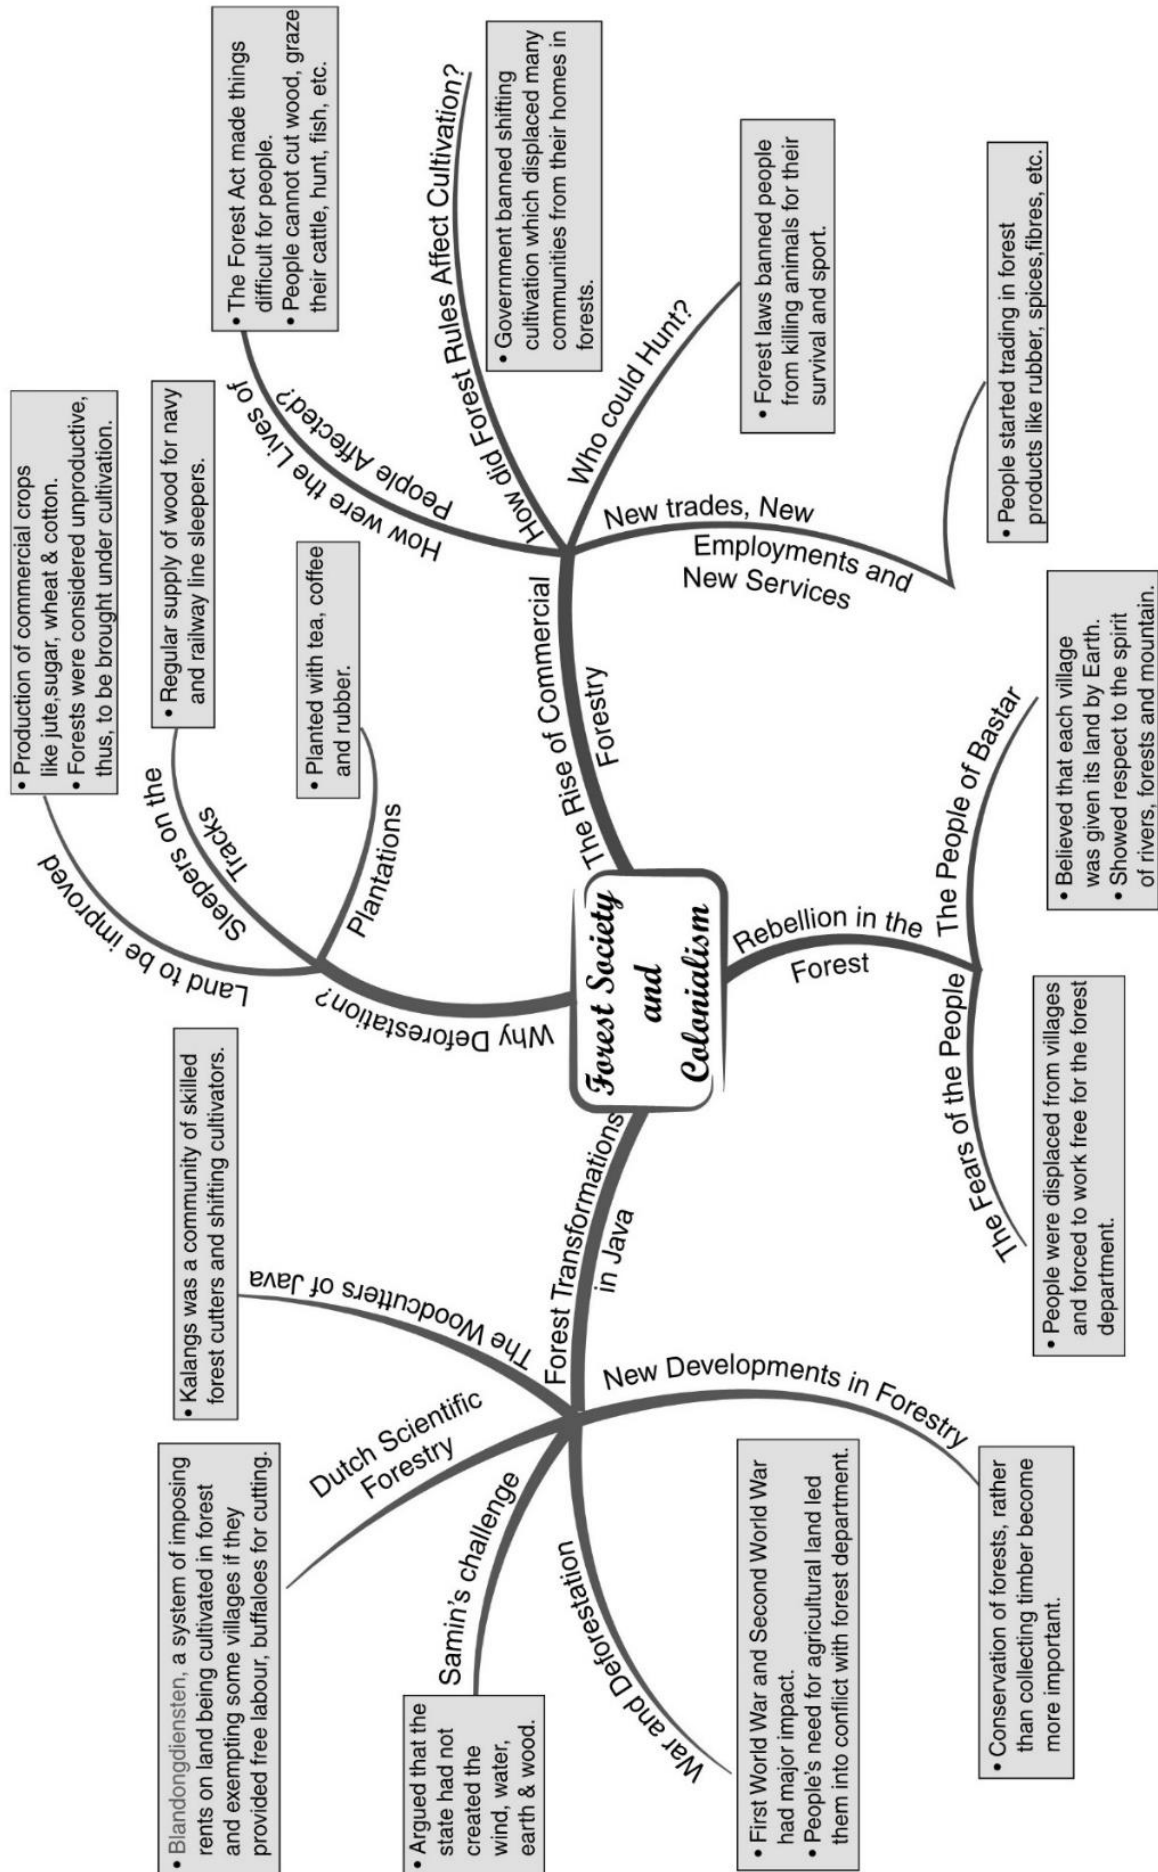 Forest Society
and
Colonialism
Why Deforestation?
Land to be improved
• Production of commercial crops
like jute,sugar, wheat & cotton.
• Forests were considered unproductive,
thus, to be brought under cultivation.
Sleepers on the
Tracks
• Regular supply of wood for navy
and railway line sleepers.
Plantations
• Planted with tea, coffee
and rubber.
The Rise of Commercial
Forestry
How were the Lives of
People Affected?
• The Forest Act made things
difficult for people.
• People cannot cut wood, graze
their cattle, hunt, fish, etc.
How did Forest Rules Affect Cultivation?
• Government banned shifting
cultivation which displaced many
communities from their homes in
forests.
Who could Hunt?
• Forest laws banned people
from killing animals for their
survival and sport.
New trades, New
Employments and
New Services
• People started trading in forest
products like rubber, spices,fibres, etc.
Rebellion in the
Forest
The People of Bastar
• Believed that each village
was given its land by Earth.
• Showed respect to the spirit
of rivers, forests and mountain.
The Fears of the People
• People were displaced from villages
and forced to work free for the forest
department.
Forest Transformations
in Java
The Woodcutters of Java
• Kalangs was a community of skilled
forest cutters and shifting cultivators.
Dutch Scientific
Forestry
• Blandongdiensten, a system of imposing
rents on land being cultivated in forest
and exempting some villages if they
provided free labour, buffaloes for cutting.
Samin's challenge
• Argued that the
state had not
created the
wind, water,
earth & wood.
War and Deforestation
• First World War and Second World War
had major impact.
• People's need for agricultural land led
them into conflict with forest department.
New Developments in Forestry
• Conservation of forests, rather
than collecting timber become
more important.